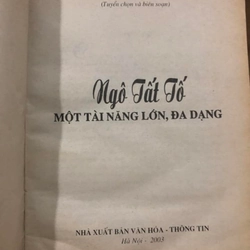 (Tuyển chọn và biên soạn)
Ngô Tất Tố
MỘT TÀI NĂNG LỚN, ĐA DẠNG
NHÀ XUẤT BẢN VĂN HÓA - THÔNG TIN
Hà Nội - 2003